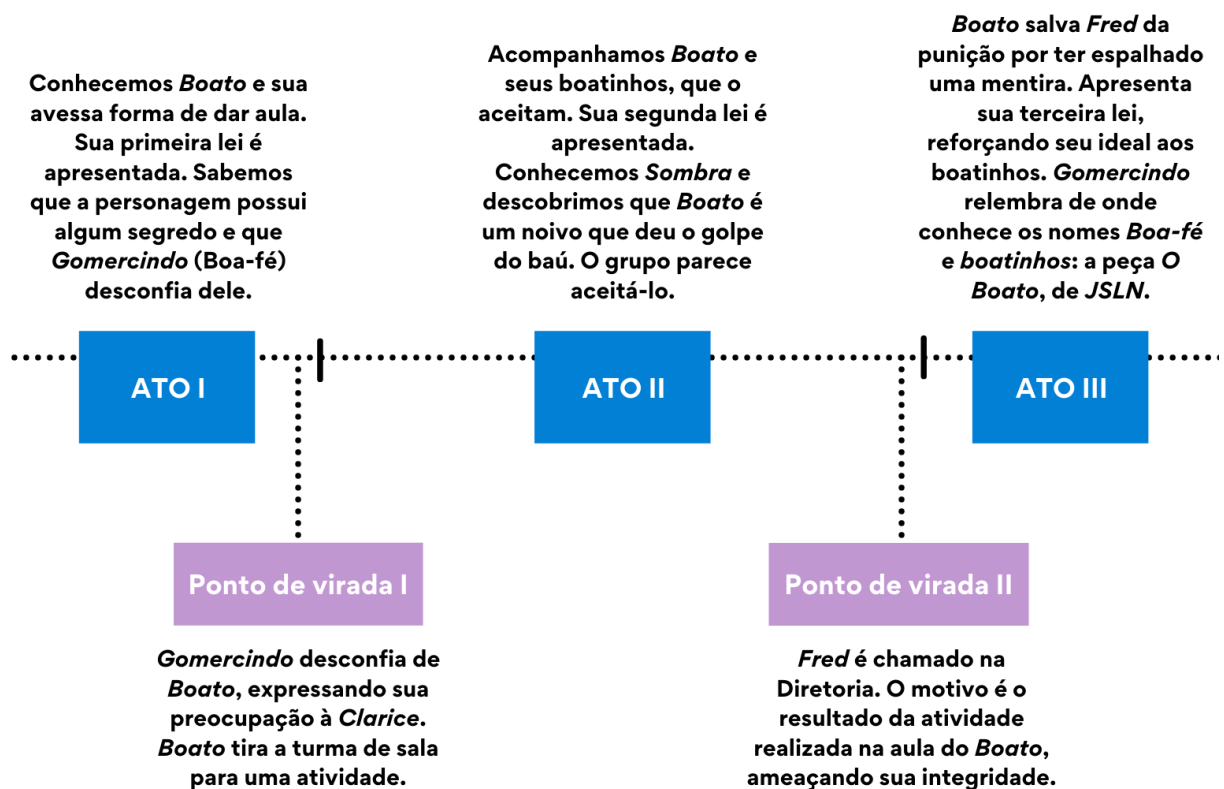 Conhecemos Boato e sua
avessa forma de dar aula.
Sua primeira lei é
apresentada. Sabemos
que a personagem possui
algum segredo e que
Gomercindo (Boa-fé)
desconfia dele.
Acompanhamos Boato e
seus boatinhos, que o
aceitam. Sua segunda lei é
apresentada.
Conhecemos Sombra e
descobrimos que Boato é
um noivo que deu o golpe
do baú. O grupo parece
aceitá-lo.
Boato salva Fred da
punição por ter espalhado
uma mentira. Apresenta
sua terceira lei,
reforçando seu ideal aos
boatinhos. Gomercindo
relembra de onde
conhece os nomes Boa-fé
e boatinhos: a peça O
Boato, de JSLN.
ATO I
ATO II
ATO III
Ponto de virada I
Ponto de virada II
Gomercindo desconfia de
Boato, expressando sua
preocupação à Clarice.
Boato tira a turma de sala
para uma atividade.
Fred é chamado na
Diretoria. O motivo é o
resultado da atividade
realizada na aula do Boato,
ameaçando sua integridade.